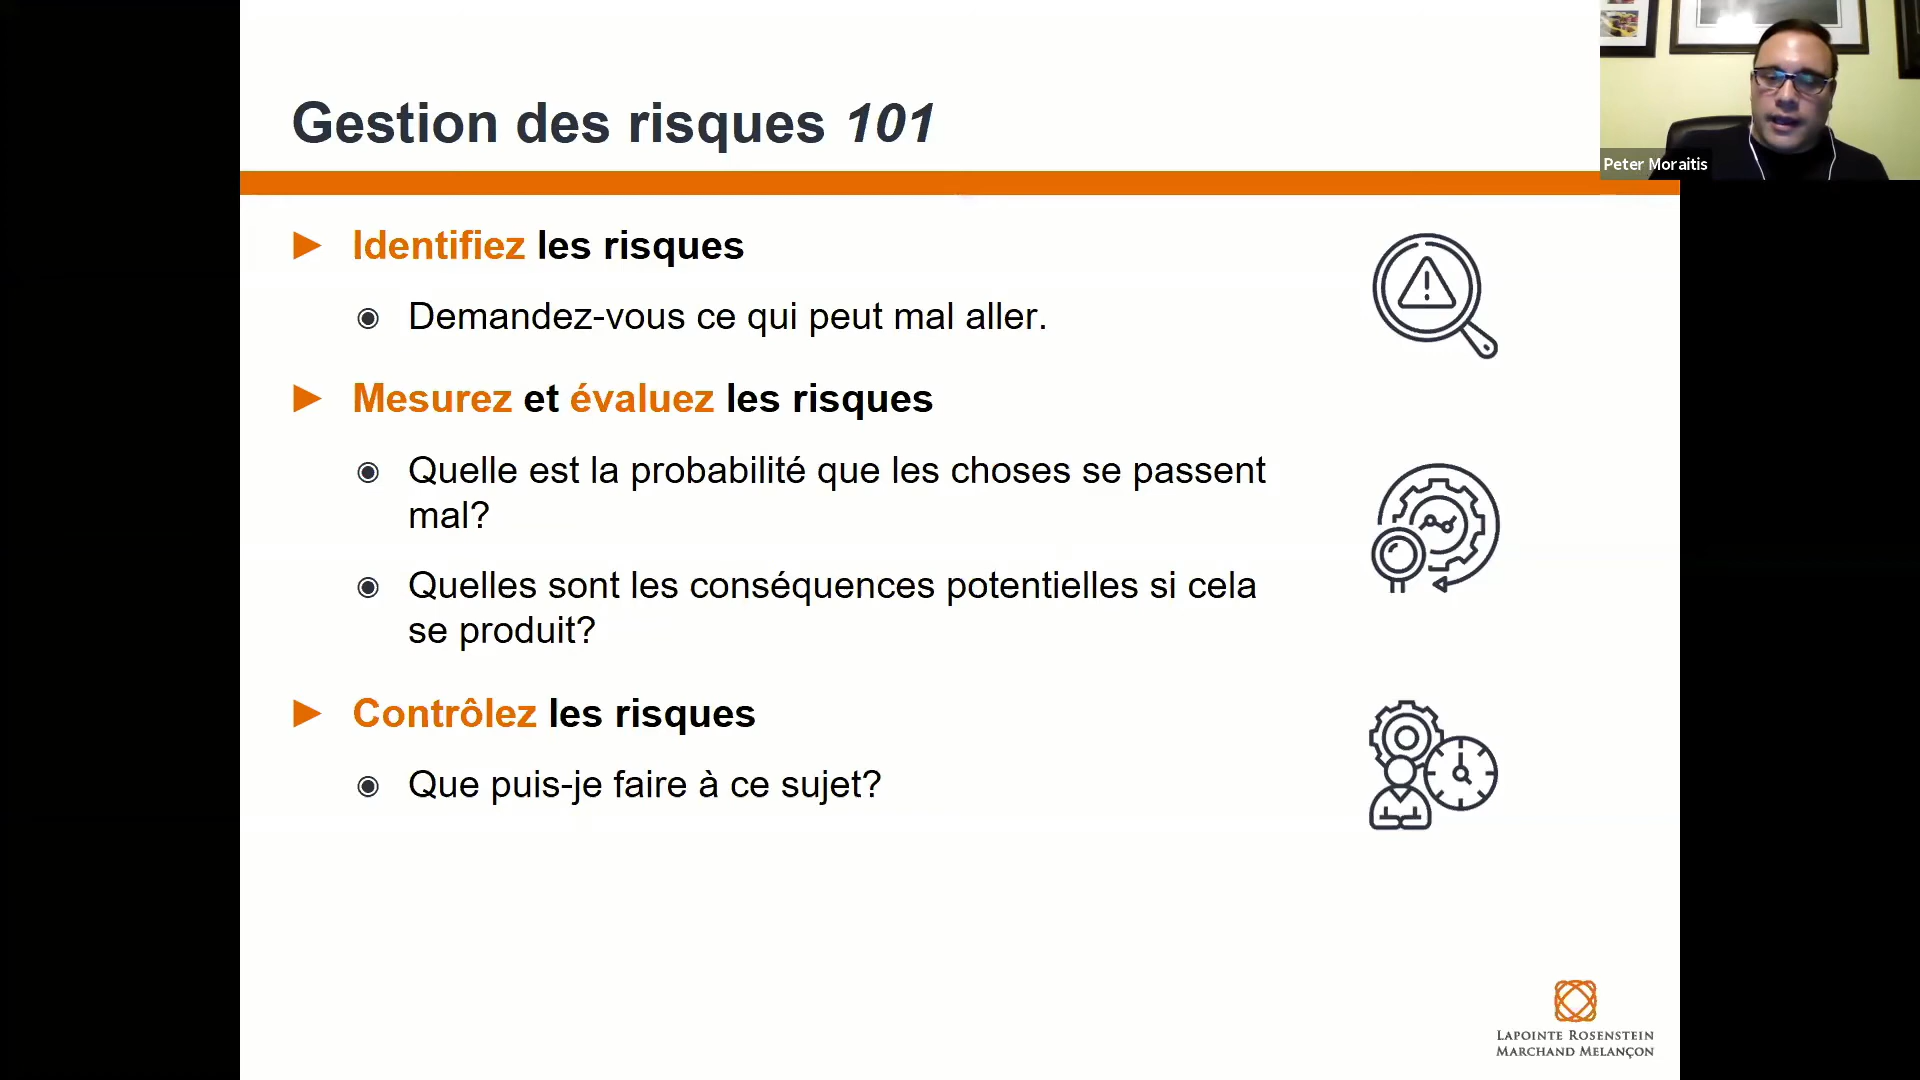 Gestion des risques 101
Peter Moraitis
► Identifiez les risques
◉ Demandez-vous ce qui peut mal aller.
► Mesurez et évaluez les risques
◉ Quelle est la probabilité que les choses se passent
mal?
◉ Quelles sont les conséquences potentielles si cela
se produit?
► Contrôlez les risques
◉ Que puis-je faire à ce sujet?
LAPOINTE ROSENSTEIN
MARCHAND MELANÇON